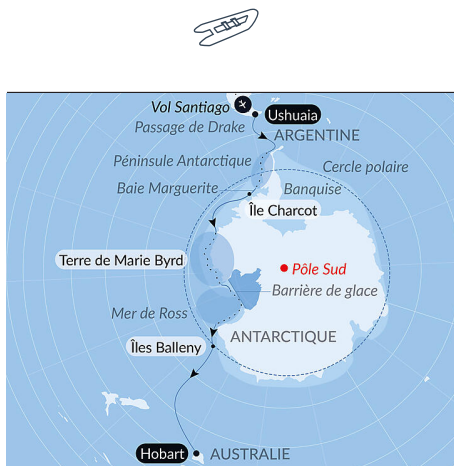 Vol Santiago
Ushuaia
Passage de Drake
ARGENTINE
Péninsule Antarctique
Cercle polaire
Baie Marguerite
Banquise
Île Charcot
Terre de Marie Byrd
Pôle Sud
Barrière de glace
Mer de Ross
ANTARCTIQUE
Îles Balleny
Hobart
AUSTRALIE